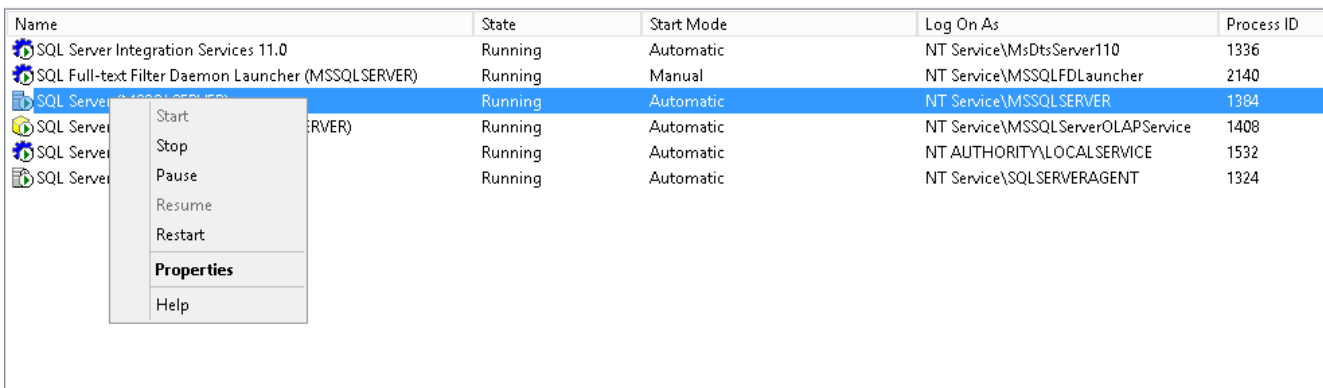 Name State Start Mode Log On As Process ID
SQL Server Integration Services 11.0 Running Automatic NT Service\MsDtsServer110 1336
SQL Full-text Filter Daemon Launcher (MSSQLSERVER) Running Manual NT Service\MSSQLFDLauncher 2140
SQL Server (MSSQLSERVER) Running Automatic NT Service\MSSQLSERVER 1384
SQL Server ERVER) Running Automatic NT Service\MSSQLServerOLAPService 1408
SQL Server Running Automatic NT AUTHORITY\LOCALSERVICE 1532
SQL Server Running Automatic NT Service\SQLSERVERAGENT 1324
Start
Stop
Pause
Resume
Restart
Properties
Help